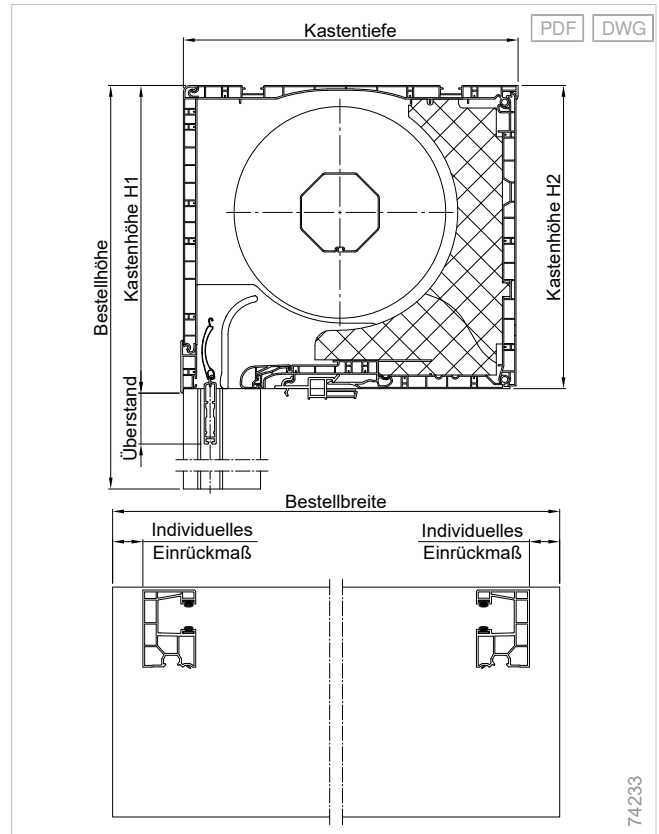 Kastentiefe
PDF
DWG
Bestellhöhe
Kastenhöhe H1
Kastenhöhe H2
Überstand
Bestellbreite
Individuelles
Einrückmaß
Individuelles
Einrückmaß
74233